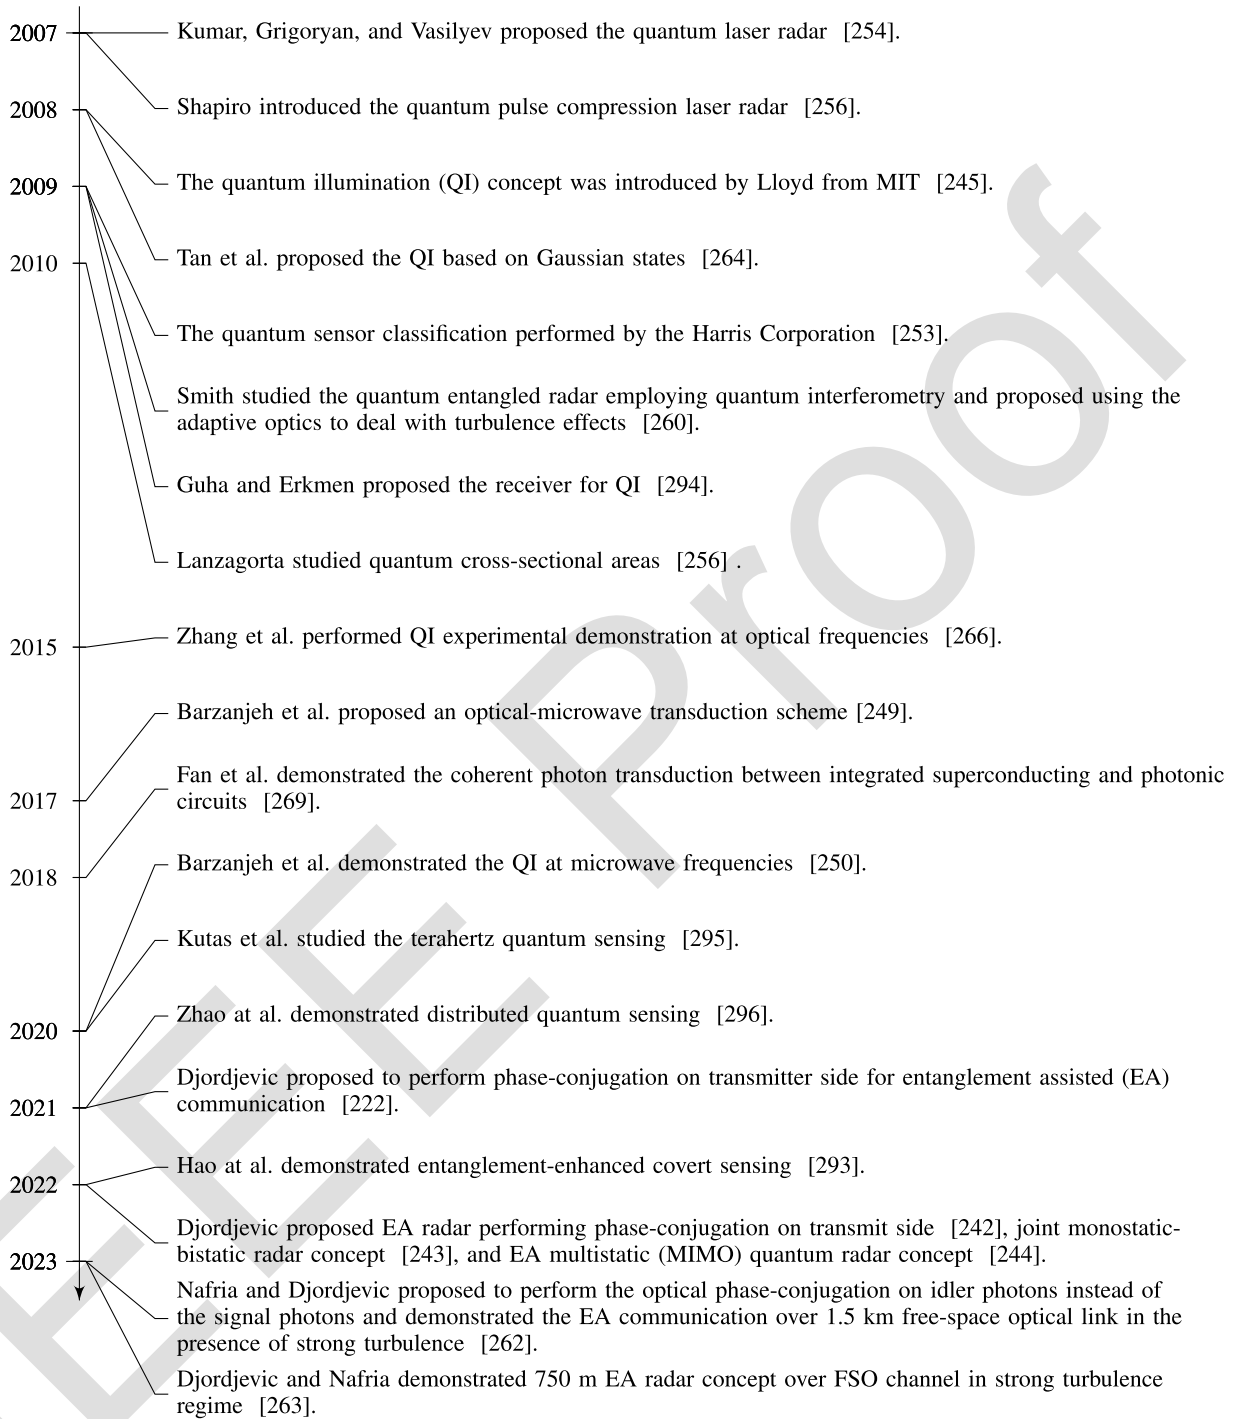 2007 Kumar, Grigoryan, and Vasilyev proposed the quantum laser radar [254].
Shapiro introduced the quantum pulse compression laser radar [256].
2008
The quantum illumination (QI) concept was introduced by Lloyd from MIT [245].
2009
Tan et al. proposed the QI based on Gaussian states [264].
2010
The quantum sensor classification performed by the Harris Corporation [253].
Smith studied the quantum entangled radar employing quantum interferometry and proposed using the
adaptive optics to deal with turbulence effects [260].
Guha and Erkmen proposed the receiver for QI [294].
Lanzagorta studied quantum cross-sectional areas [256] .
Zhang et al. performed QI experimental demonstration at optical frequencies [266].
2015
Barzanjeh et al. proposed an optical-microwave transduction scheme [249].
Fan et al. demonstrated the coherent photon transduction between integrated superconducting and photonic
circuits [269].
2017
Barzanjeh et al. demonstrated the QI at microwave frequencies [250].
2018
Kutas et al. studied the terahertz quantum sensing [295].
Zhao at al. demonstrated distributed quantum sensing [296].
2020
Djordjevic proposed to perform phase-conjugation on transmitter side for entanglement assisted (EA)
communication [222].
2021
Hao at al. demonstrated entanglement-enhanced covert sensing [293].
2022
Djordjevic proposed EA radar performing phase-conjugation on transmit side [242], joint monostatic-
bistatic radar concept [243], and EA multistatic (MIMO) quantum radar concept [244].
2023
Nafria and Djordjevic proposed to perform the optical phase-conjugation on idler photons instead of
the signal photons and demonstrated the EA communication over 1.5 km free-space optical link in the
presence of strong turbulence [262].
Djordjevic and Nafria demonstrated 750 m EA radar concept over FSO channel in strong turbulence
regime [263].
EEE Proof